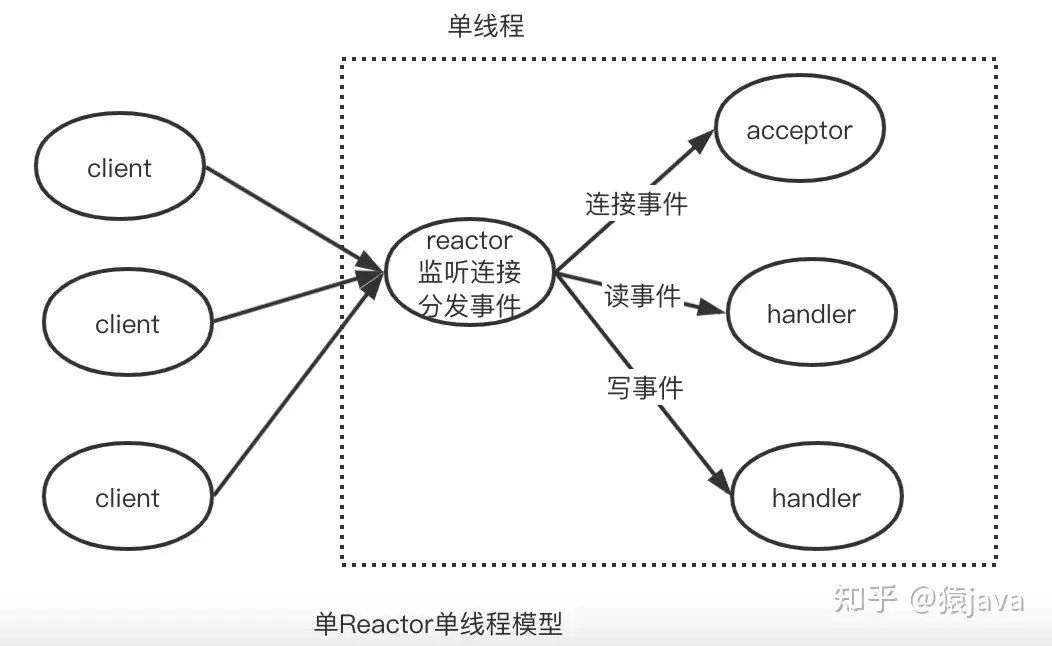 单线程
client
client
client
reactor
监听连接
分发事件
连接事件
读事件
写事件
acceptor
handler
handler
单Reactor单线程模型
知乎 @猿java